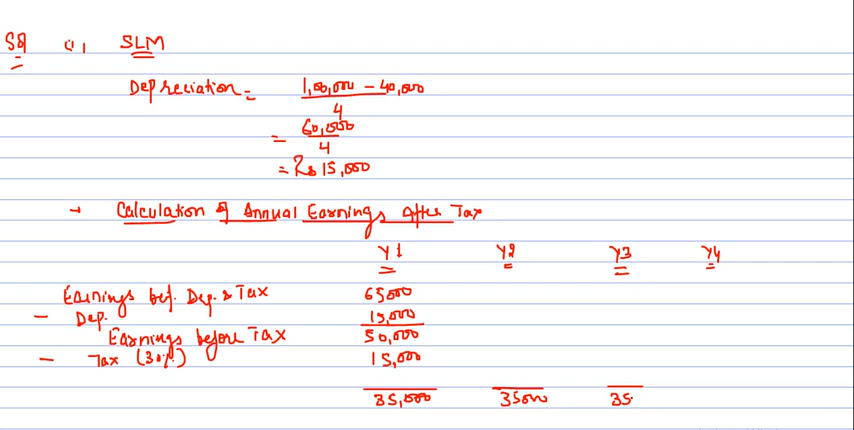 Sol (i) SLM
Depreciation = 1,00,000 - 40,000
4
= 60,000
4
= Rs 15,000
→ Calculation of Annual Earnings After Tax
Y1 Y2 Y3 Y4
Earnings bef. Dep. & Tax 65,000
- Dep. 15,000
Earnings before Tax 50,000
- Tax (30%) 15,000
35,000 35000 35